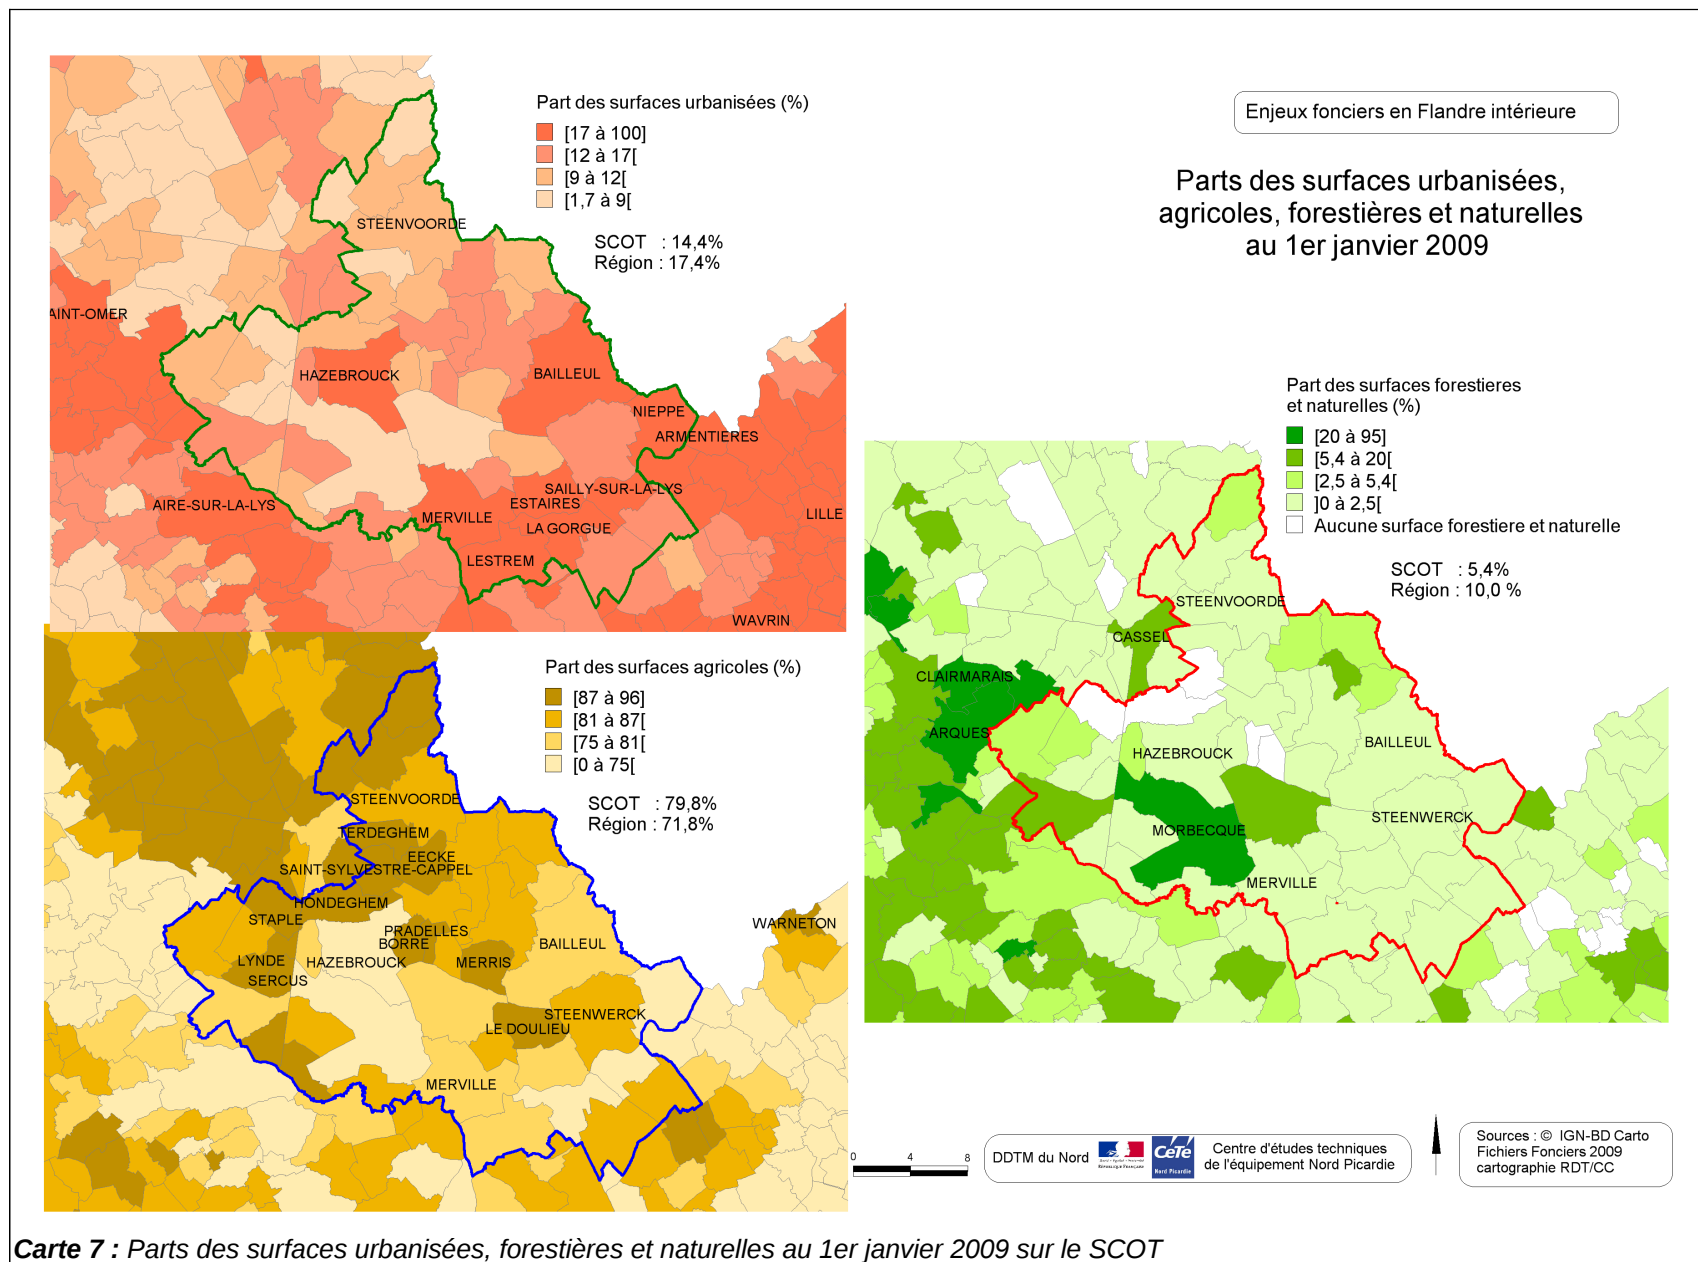 Part des surfaces urbanisées (%)
[17 à 100]
[12 à 17[
[9 à 12[
[1,7 à 9[
SCOT : 14,4%
Région : 17,4%
STEENVOORDE
AINT-OMER
HAZEBROUCK
BAILLEUL
NIEPPE
ARMENTIERES
AIRE-SUR-LA-LYS
SAILLY-SUR-LA-LYS
ESTAIRES
MERVILLE
LA GORGUE
LILLE
LESTREM
WAVRIN
Enjeux fonciers en Flandre intérieure
Parts des surfaces urbanisées,
agricoles, forestières et naturelles
au 1er janvier 2009
Part des surfaces forestieres
et naturelles (%)
[20 à 95]
[5,4 à 20[
[2,5 à 5,4[
]0 à 2,5[
Aucune surface forestiere et naturelle
SCOT : 5,4%
Région : 10,0 %
STEENVOORDE
CASSEL
CLAIRMARAIS
ARQUES
HAZEBROUCK
BAILLEUL
MORBECQUE
STEENWERCK
MERVILLE
Part des surfaces agricoles (%)
[87 à 96]
[81 à 87[
[75 à 81[
[0 à 75[
SCOT : 79,8%
Région : 71,8%
STEENVOORDE
TERDEGHEM
EECKE
SAINT-SYLVESTRE-CAPPEL
HONDEGHEM
STAPLE
PRADELLES
BORRE
BAILLEUL
WARNETON
LYNDE
HAZEBROUCK
MERRIS
SERCUS
STEENWERCK
LE DOULIEU
MERVILLE
0 4 8
DDTM du Nord
Liberté • Égalité • Fraternité
RÉPUBLIQUE FRANÇAISE
CeTe
Nord Picardie
Centre d'études techniques
de l'équipement Nord Picardie
Sources : © IGN-BD Carto
Fichiers Fonciers 2009
cartographie RDT/CC
Carte 7 : Parts des surfaces urbanisées, forestières et naturelles au 1er janvier 2009 sur le SCOT